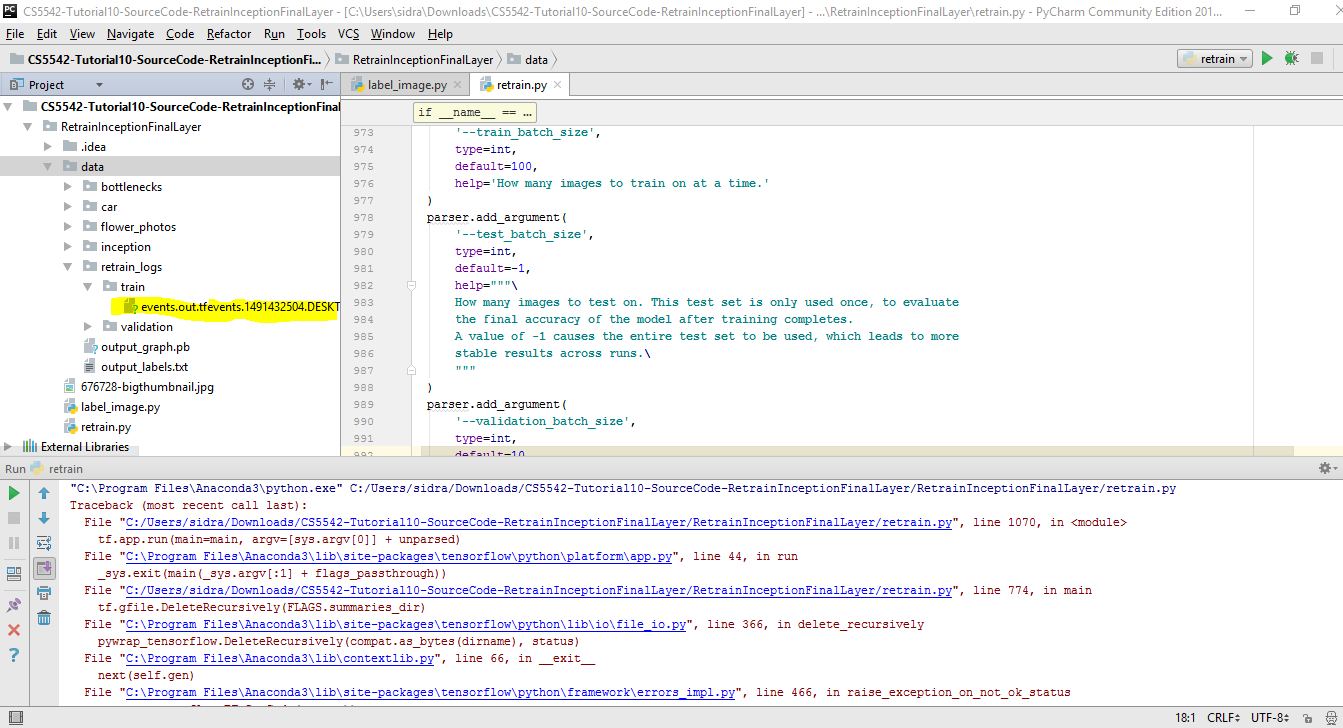 CS5542-Tutorial10-SourceCode-RetrainInceptionFinalLayer - [C:\Users\sidra\Downloads\CS5542-Tutorial10-SourceCode-RetrainInceptionFinalLayer] - ...\RetrainInceptionFinalLayer\retrain.py - PyCharm Community Edition 201...
File Edit View Navigate Code Refactor Run Tools VCS Window Help
CS5542-Tutorial10-SourceCode-RetrainInceptionFi... RetrainInceptionFinalLayer data retrain
Project label_image.py retrain.py
CS5542-Tutorial10-SourceCode-RetrainInceptionFinal
RetrainInceptionFinalLayer
.idea
data
bottlenecks
car
flower_photos
inception
retrain_logs
train
events.out.tfevents.1491432504.DESKT
validation
output_graph.pb
output_labels.txt
676728-bigthumbnail.jpg
label_image.py
retrain.py
External Libraries
if __name__ == ...
973 '--train_batch_size',
974 type=int,
975 default=100,
976 help='How many images to train on at a time.'
977 )
978 parser.add_argument(
979 '--test_batch_size',
980 type=int,
981 default=-1,
982 help="""\
983 How many images to test on. This test set is only used once, to evaluate
984 the final accuracy of the model after training completes.
985 A value of -1 causes the entire test set to be used, which leads to more
986 stable results across runs.\
987 """
988 )
989 parser.add_argument(
990 '--validation_batch_size',
991 type=int,
992 default=10
Run retrain
"C:\Program Files\Anaconda3\python.exe" C:/Users/sidra/Downloads/CS5542-Tutorial10-SourceCode-RetrainInceptionFinalLayer/RetrainInceptionFinalLayer/retrain.py
Traceback (most recent call last):
File "C:/Users/sidra/Downloads/CS5542-Tutorial10-SourceCode-RetrainInceptionFinalLayer/RetrainInceptionFinalLayer/retrain.py", line 1070, in <module>
tf.app.run(main=main, argv=[sys.argv[0]] + unparsed)
File "C:\Program Files\Anaconda3\lib\site-packages\tensorflow\python\platform\app.py", line 44, in run
_sys.exit(main(_sys.argv[:1] + flags_passthrough))
File "C:/Users/sidra/Downloads/CS5542-Tutorial10-SourceCode-RetrainInceptionFinalLayer/RetrainInceptionFinalLayer/retrain.py", line 774, in main
tf.gfile.DeleteRecursively(FLAGS.summaries_dir)
File "C:\Program Files\Anaconda3\lib\site-packages\tensorflow\python\lib\io\file_io.py", line 366, in delete_recursively
pywrap_tensorflow.DeleteRecursively(compat.as_bytes(dirname), status)
File "C:\Program Files\Anaconda3\lib\contextlib.py", line 66, in __exit__
next(self.gen)
File "C:\Program Files\Anaconda3\lib\site-packages\tensorflow\python\framework\errors_impl.py", line 466, in raise_exception_on_not_ok_status
18:1 CRLF UTF-8